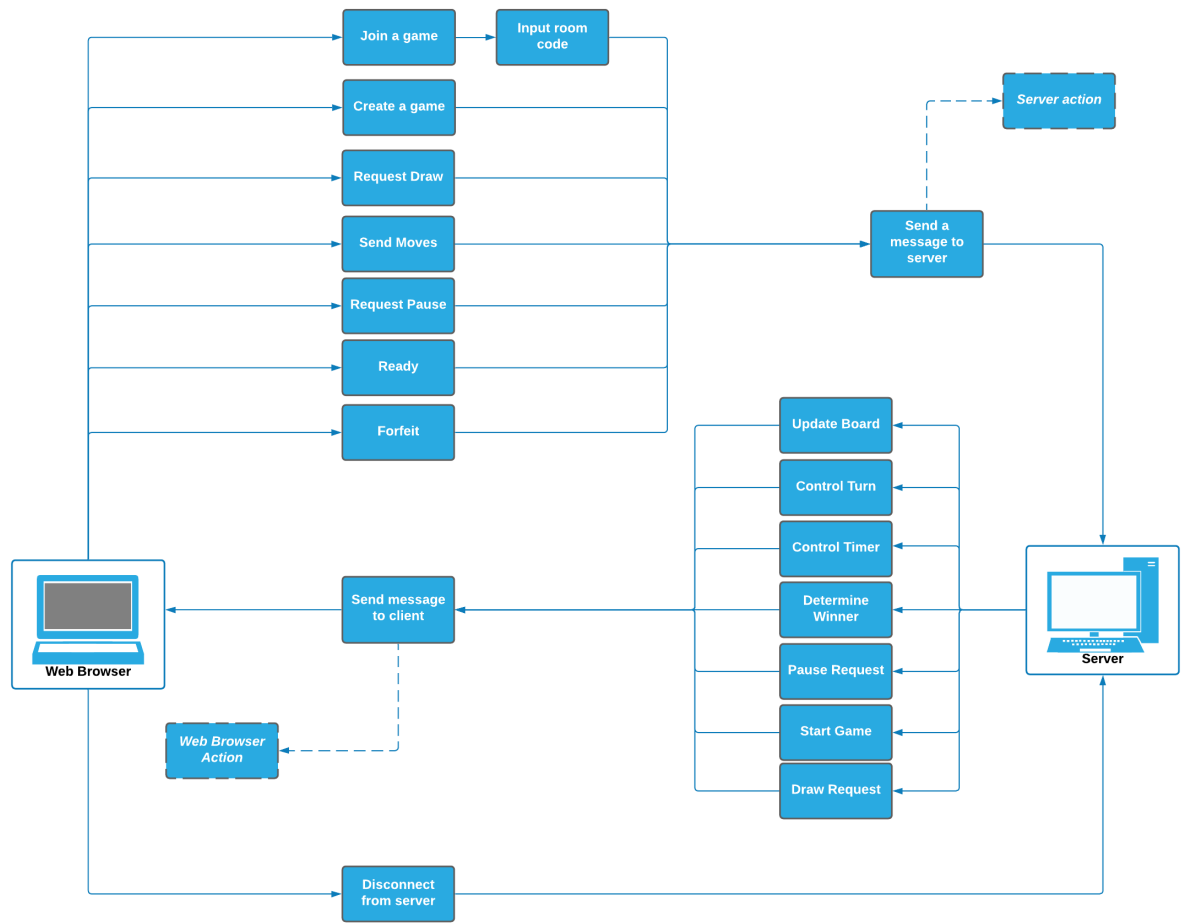 Join a game
Input room
code
Create a game
Server action
Request Draw
Send Moves
Send a
message to
server
Request Pause
Ready
Forfeit
Update Board
Control Turn
Control Timer
Determine
Winner
Pause Request
Start Game
Draw Request
Send message
to client
Web Browser
Server
Web Browser
Action
Disconnect
from server